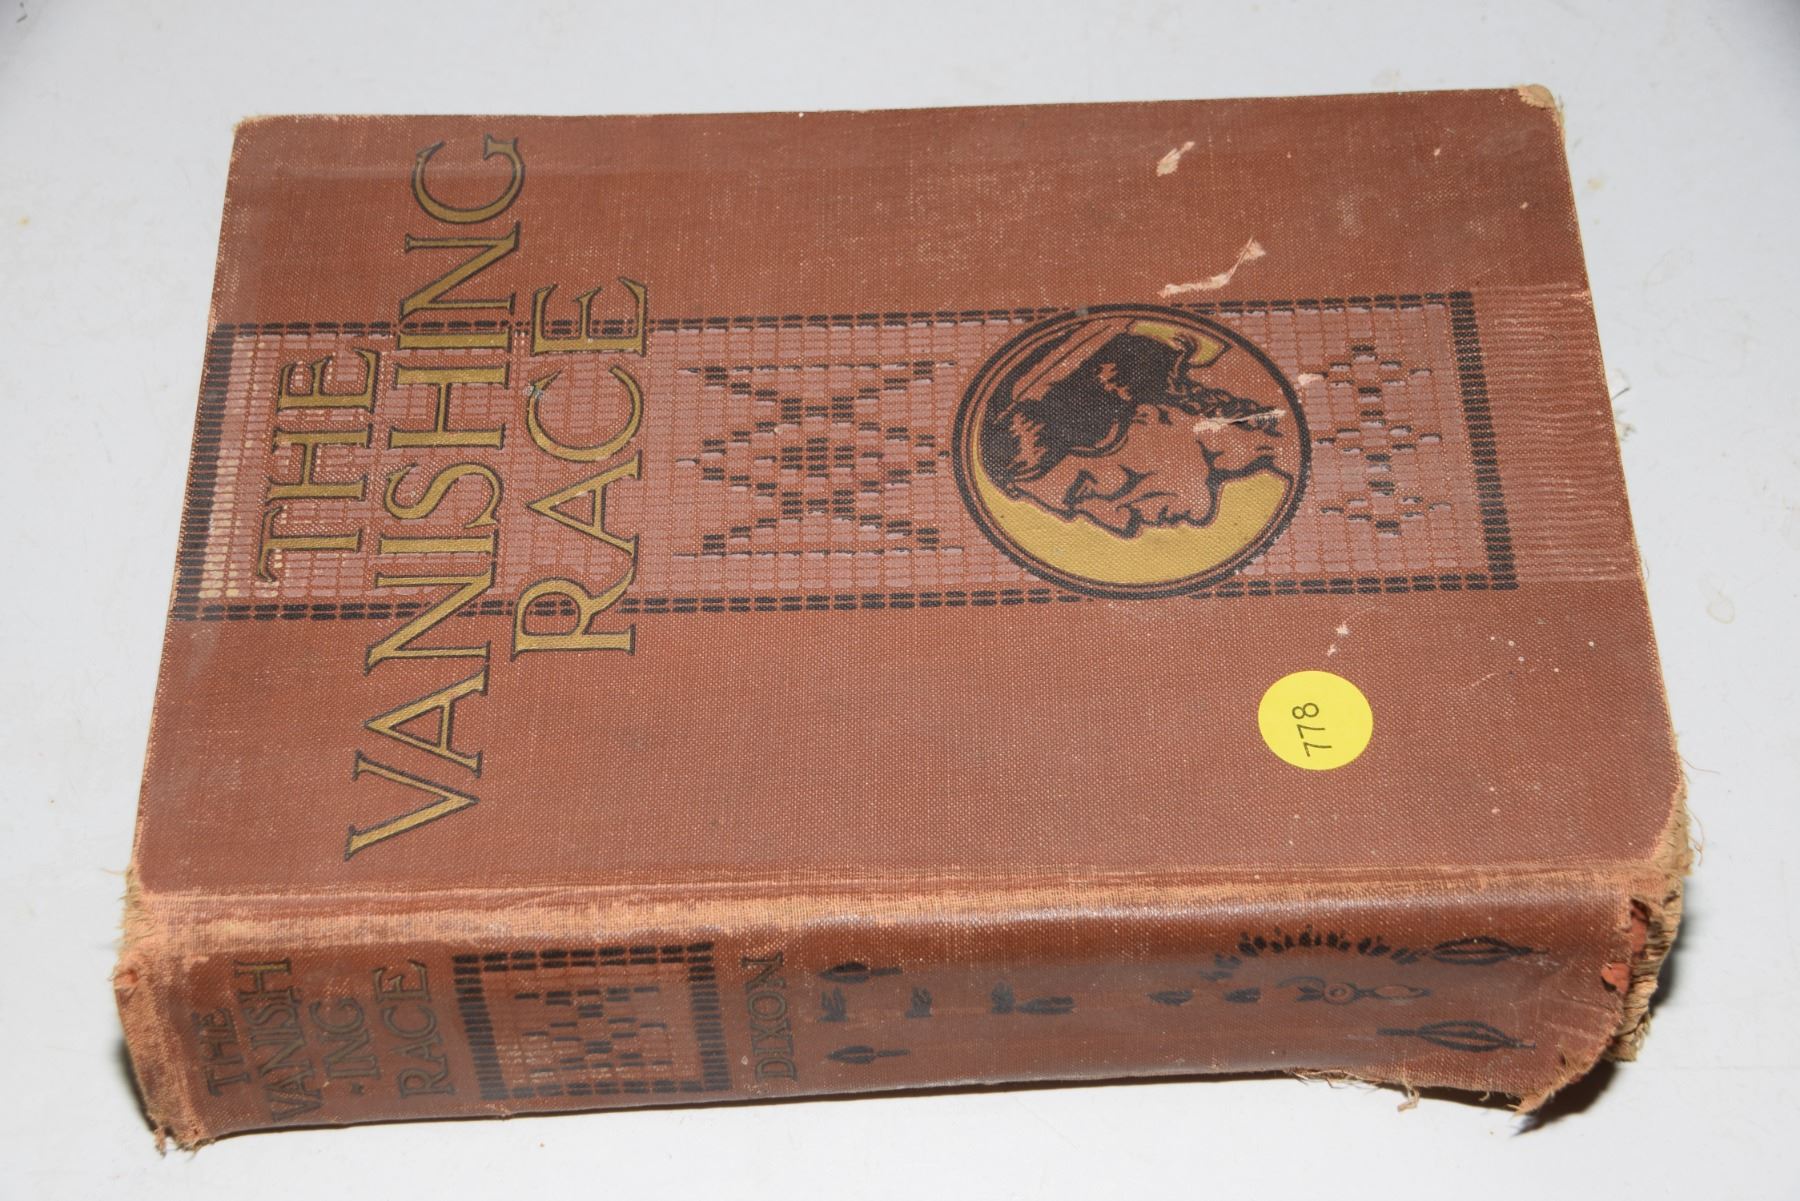 THE
VANISHING
RACE
778
THE
VANISH
-ING
RACE
DIXON